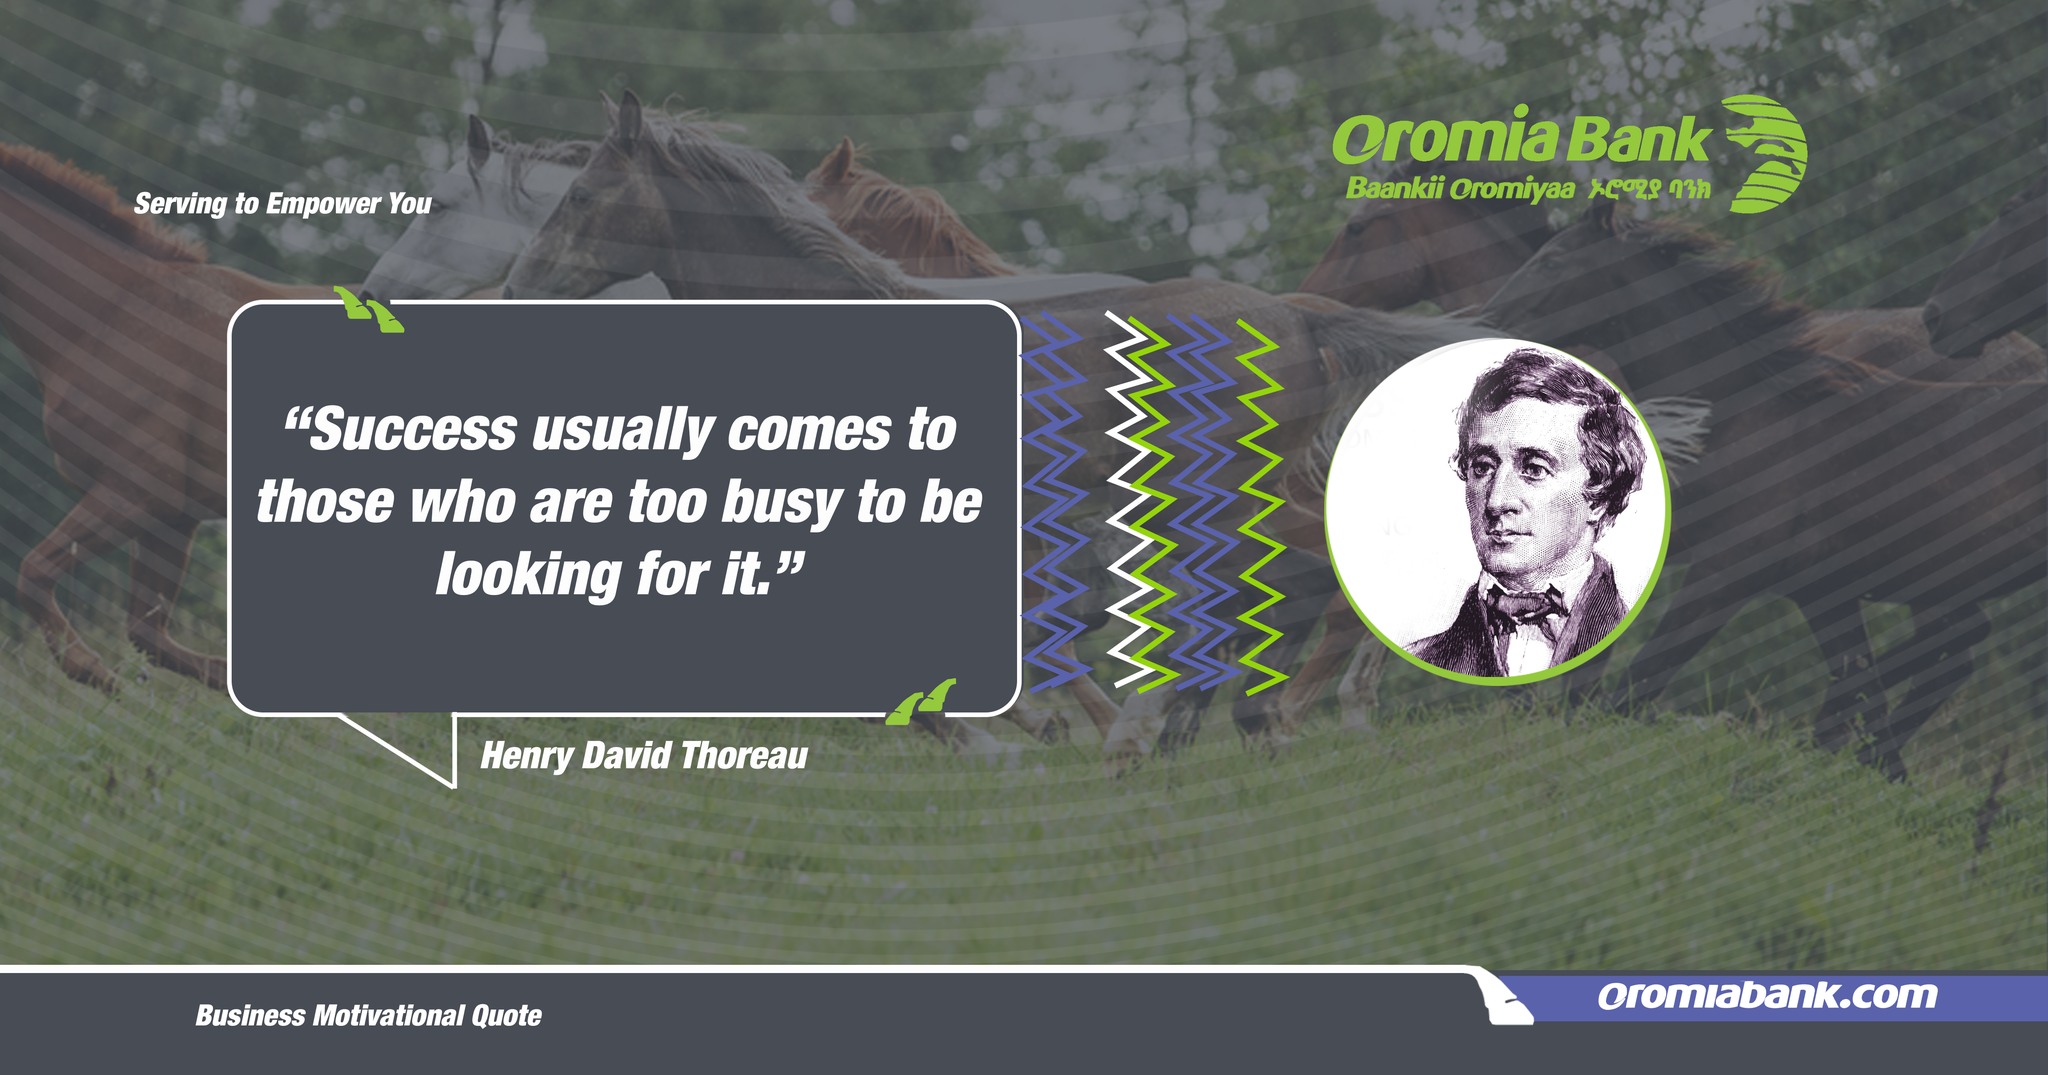 Oromia Bank
Baankii Oromiyaa ኦሮሚያ ባንክ
Serving to Empower You
“Success usually comes to
those who are too busy to be
looking for it.”
Henry David Thoreau
Business Motivational Quote
oromiabank.com